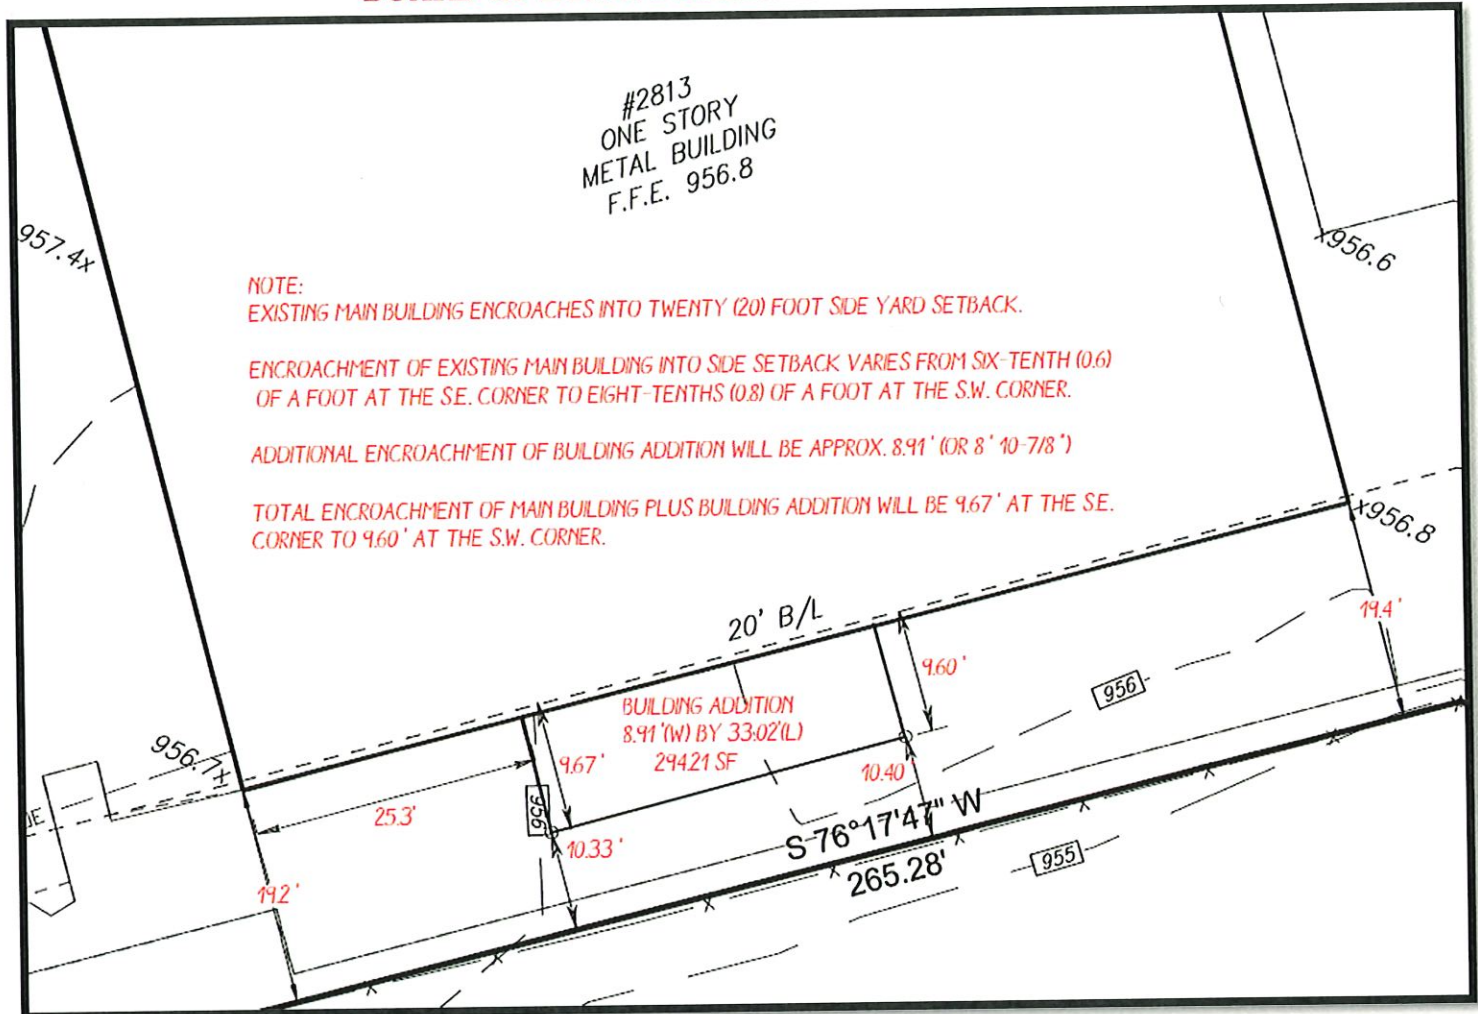 #2813
ONE STORY
METAL BUILDING
F.F.E. 956.8
957.4x
x956.6
NOTE:
EXISTING MAIN BUILDING ENCROACHES INTO TWENTY (20) FOOT SIDE YARD SETBACK.
ENCROACHMENT OF EXISTING MAIN BUILDING INTO SIDE SETBACK VARIES FROM SIX-TENTH (0.6)
OF A FOOT AT THE S.E. CORNER TO EIGHT-TENTHS (0.8) OF A FOOT AT THE S.W. CORNER.
ADDITIONAL ENCROACHMENT OF BUILDING ADDITION WILL BE APPROX. 8.91' (OR 8' 10-7/8")
TOTAL ENCROACHMENT OF MAIN BUILDING PLUS BUILDING ADDITION WILL BE 9.67' AT THE S.E.
CORNER TO 9.60' AT THE S.W. CORNER.
x956.8
20' B/L
19.4'
9.60'
956
BUILDING ADDITION
8.91'(W) BY 33.02'(L)
294.21 SF
956.7x
9.67'
10.40'
25.3'
956
10.33'
S 76°17'47" W
265.28'
955
19.2'